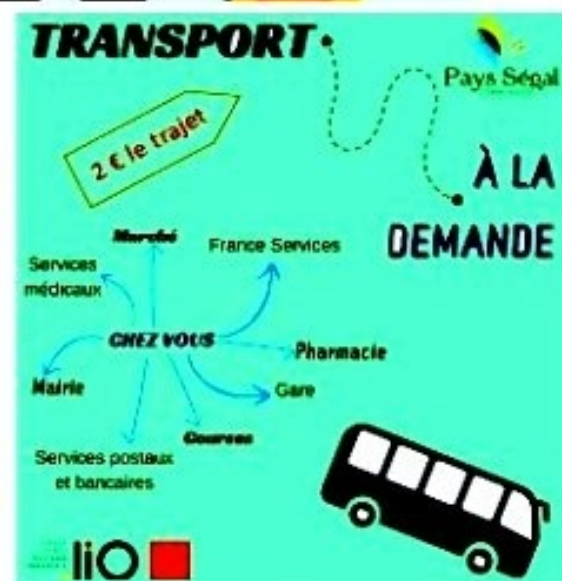 TRANSPORT
Pays Ségal
2 € le trajet
À LA
DEMANDE
Marché
France Services
Services
médicaux
CHEZ VOUS
Pharmacie
Mairie
Gare
Courses
Services postaux
et bancaires
liO